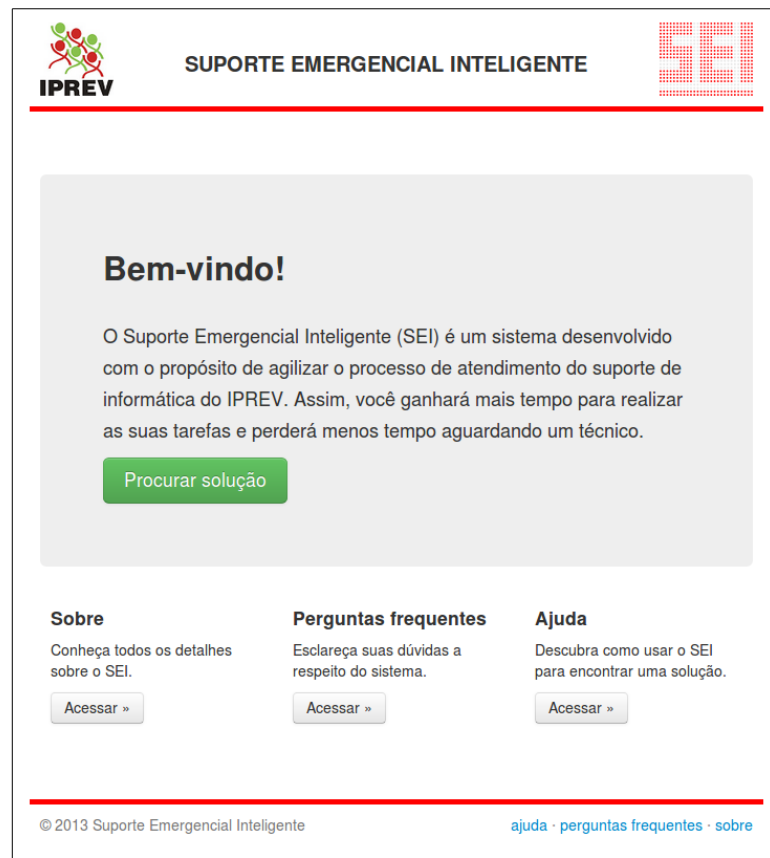 IPREV
SUPORTE EMERGENCIAL INTELIGENTE
SEI
Bem-vindo!
O Suporte Emergencial Inteligente (SEI) é um sistema desenvolvido
com o propósito de agilizar o processo de atendimento do suporte de
informática do IPREV. Assim, você ganhará mais tempo para realizar
as suas tarefas e perderá menos tempo aguardando um técnico.
Procurar solução
Sobre
Conheça todos os detalhes
sobre o SEI.
Acessar »
Perguntas frequentes
Esclareça suas dúvidas a
respeito do sistema.
Acessar »
Ajuda
Descubra como usar o SEI
para encontrar uma solução.
Acessar »
© 2013 Suporte Emergencial Inteligente
ajuda · perguntas frequentes · sobre